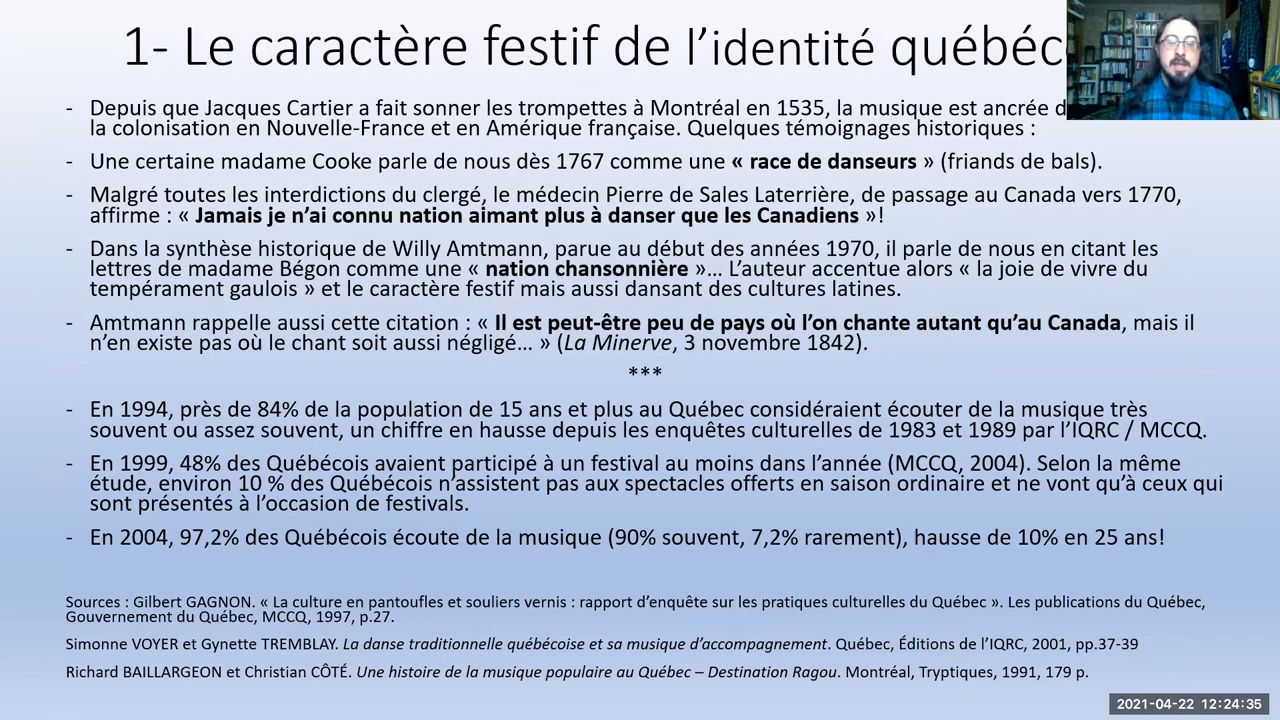 1- Le caractère festif de l'identité québéc
- Depuis que Jacques Cartier a fait sonner les trompettes à Montréal en 1535, la musique est ancrée d
la colonisation en Nouvelle-France et en Amérique française. Quelques témoignages historiques :
- Une certaine madame Cooke parle de nous dès 1767 comme une « race de danseurs » (friands de bals).
- Malgré toutes les interdictions du clergé, le médecin Pierre de Sales Laterrière, de passage au Canada vers 1770,
affirme : « Jamais je n'ai connu nation aimant plus à danser que les Canadiens »!
- Dans la synthèse historique de Willy Amtmann, parue au début des années 1970, il parle de nous en citant les
lettres de madame Bégon comme une « nation chansonnière »… L'auteur accentue alors « la joie de vivre du
tempérament gaulois » et le caractère festif mais aussi dansant des cultures latines.
- Amtmann rappelle aussi cette citation : « Il est peut-être peu de pays où l'on chante autant qu'au Canada, mais il
n'en existe pas où le chant soit aussi négligé… » (La Minerve, 3 novembre 1842).
***
- En 1994, près de 84% de la population de 15 ans et plus au Québec considéraient écouter de la musique très
souvent ou assez souvent, un chiffre en hausse depuis les enquêtes culturelles de 1983 et 1989 par l'IQRC / MCCQ.
- En 1999, 48% des Québécois avaient participé à un festival au moins dans l'année (MCCQ, 2004). Selon la même
étude, environ 10 % des Québécois n'assistent pas aux spectacles offerts en saison ordinaire et ne vont qu'à ceux qui
sont présentés à l'occasion de festivals.
- En 2004, 97,2% des Québécois écoute de la musique (90% souvent, 7,2% rarement), hausse de 10% en 25 ans!
Sources : Gilbert GAGNON. « La culture en pantoufles et souliers vernis : rapport d'enquête sur les pratiques culturelles du Québec ». Les publications du Québec,
Gouvernement du Québec, MCCQ, 1997, p.27.
Simonne VOYER et Gynette TREMBLAY. La danse traditionnelle québécoise et sa musique d'accompagnement. Québec, Éditions de l'IQRC, 2001, pp.37-39
Richard BAILLARGEON et Christian CÔTÉ. Une histoire de la musique populaire au Québec – Destination Ragou. Montréal, Tryptiques, 1991, 179 p.
2021-04-22 12:24:35